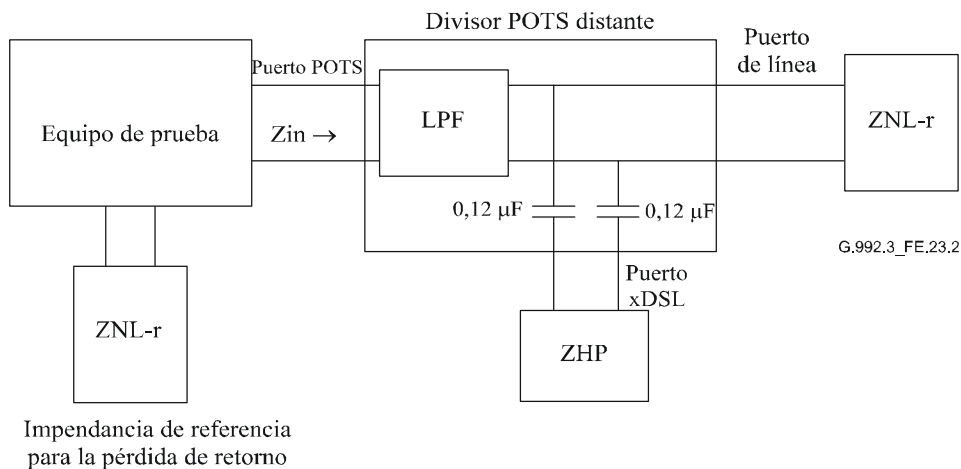 Divisor POTS distante
Puerto POTS
Puerto
de línea
Equipo de prueba
Zin →
LPF
ZNL-r
0,12 µF
0,12 µF
G.992.3_FE.23.2
Puerto
xDSL
ZNL-r
ZHP
Impendancia de referencia
para la pérdida de retorno